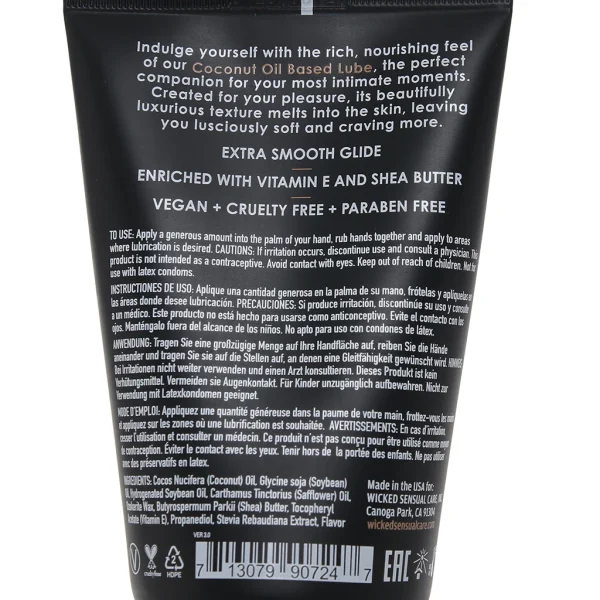 Indulge yourself with the rich, nourishing feel
of our Coconut Oil Based Lube, the perfect
companion for your most intimate moments.
Created for your pleasure, its beautifully
luxurious texture melts into the skin, leaving
you lusciously soft and craving more.
EXTRA SMOOTH GLIDE
ENRICHED WITH VITAMIN E AND SHEA BUTTER
VEGAN + CRUELTY FREE + PARABEN FREE
TO USE: Apply a generous amount into the palm of your hand, rub hands together and apply to areas
where lubrication is desired. CAUTIONS: If irritation occurs, discontinue use and consult a physician. This
product is not intended as a contraceptive. Avoid contact with eyes. Keep out of reach of children. Not for
use with latex condoms.
INSTRUCCIONES DE USO: Aplique una cantidad generosa en la palma de su mano, frótelas y aplíquelas en
las áreas donde desee lubricación. PRECAUCIONES: Si produce irritación, discontinúe su uso y consulte
a un médico. Este producto no está hecho para usarse como anticonceptivo. Evite el contacto con los
ojos. Manténgalo fuera del alcance de los niños. No apto para uso con condones de látex.
ANWENDUNG: Tragen Sie eine großzügige Menge auf Ihre Handfläche auf, reiben Sie die Hände
aneinander und tragen Sie sie auf die Stellen auf, an denen eine Gleitfähigkeit gewünscht wird.
Bei Irritationen nicht weiter verwenden und einen Arzt konsultieren. Dieses Produkt ist kein
Verhütungsmittel. Vermeiden sie Augenkontakt. Für Kinder unzugänglich aufbewahren. Nicht zur
Verwendung mit Latexkondomen geeignet.
MODE D'EMPLOI: Appliquez une quantité généreuse dans la paume de votre main, frottez-vous les
et appliquez sur les zones où une lubrification est souhaitée. AVERTISSEMENTS: En cas d'irritation,
cesser l'utilisation et consulter un médecin. Ce produit n'est pas conçu pour être utilisé comme
de contraception. Éviter le contact avec les yeux. Tenir hors de la portée des enfants. Ne pas utiliser
avec des préservatifs en latex.
INGREDIENTS: Cocos Nucifera (Coconut) Oil, Glycine soja (Soybean)
Oil, Hydrogenated Soybean Oil, Carthamus Tinctorius (Safflower) Oil,
Wax, Butyrospermum Parkii (Shea) Butter, Tocopheryl
Acetate (Vitamin E), Propanediol, Stevia Rebaudiana Extract, Flavor
Made in the USA for:
WICKED SENSUAL CARE, INC.
Canoga Park, CA 91304
wickedsensualcare.com
VER 3.0
V
crueltyfree
2
HDPE
7 13079 90724 7
EAC